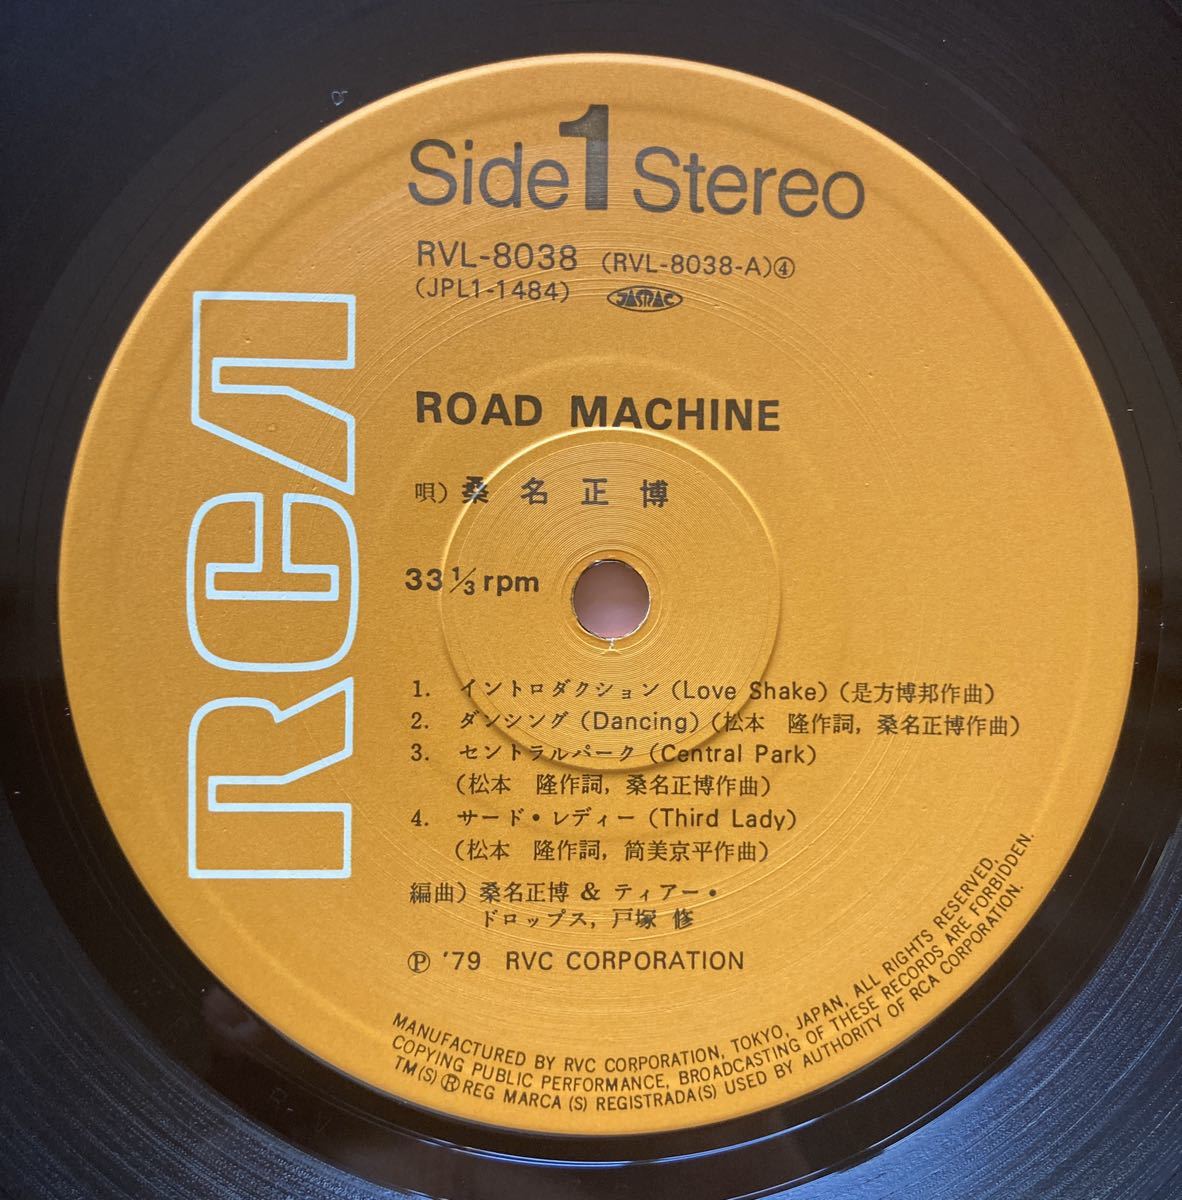 Side 1 Stereo
RVL-8038 (RVL-8038-A)④
(JPL1-1484) JASRAC
RCA
ROAD MACHINE
唄) 桑名正博
33 1/3 rpm
1. イントロダクション (Love Shake) (是方博邦作曲)
2. ダンシング (Dancing) (松本 隆作詞, 桑名正博作曲)
3. セントラルパーク (Central Park)
(松本 隆作詞, 桑名正博作曲)
4. サード・レディー (Third Lady)
(松本 隆作詞, 筒美京平作曲)
編曲) 桑名正博 & ティアー・
ドロップス, 戸塚 修
Ⓟ '79 RVC CORPORATION
MANUFACTURED BY RVC CORPORATION, TOKYO, JAPAN, ALL RIGHTS RESERVED,
COPYING PUBLIC PERFORMANCE, BROADCASTING OF THESE RECORDS ARE FORBIDDEN.
TM(S) ® REG MARCA (S) REGISTRADA(S) USED BY AUTHORITY OF RCA CORPORATION.